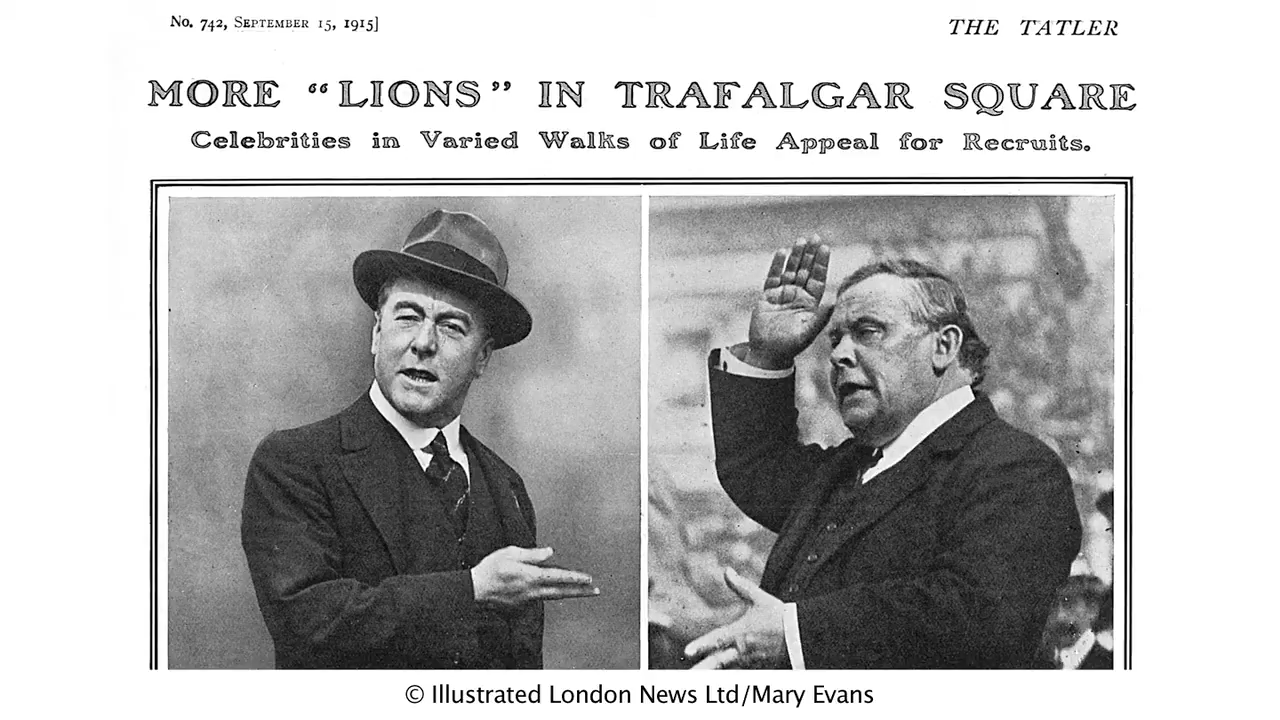 No. 742, SEPTEMBER 15, 1915]
THE TATLER
MORE “LIONS” IN TRAFALGAR SQUARE
Celebrities in Varied Walks of Life Appeal for Recruits.
© Illustrated London News Ltd/Mary Evans